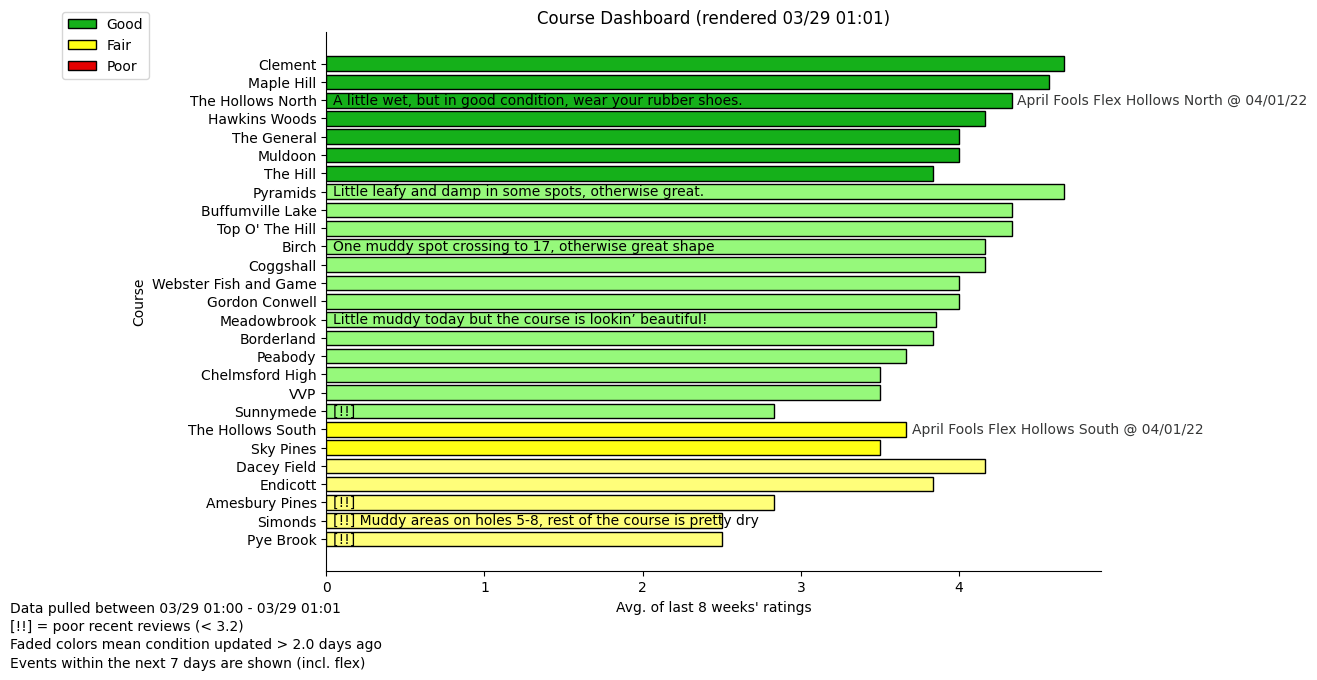 Good
Fair
Poor
Course Dashboard (rendered 03/29 01:01)
Course
Clement
Maple Hill
The Hollows North A little wet, but in good condition, wear your rubber shoes. April Fools Flex Hollows North @ 04/01/22
Hawkins Woods
The General
Muldoon
The Hill
Pyramids Little leafy and damp in some spots, otherwise great.
Buffumville Lake
Top O' The Hill
Birch One muddy spot crossing to 17, otherwise great shape
Coggshall
Webster Fish and Game
Gordon Conwell
Meadowbrook Little muddy today but the course is lookin’ beautiful!
Borderland
Peabody
Chelmsford High
VVP
Sunnymede [!!]
The Hollows South April Fools Flex Hollows South @ 04/01/22
Sky Pines
Dacey Field
Endicott
Amesbury Pines [!!]
Simonds [!!] Muddy areas on holes 5-8, rest of the course is pretty dry
Pye Brook [!!]
0 1 2 3 4
Avg. of last 8 weeks' ratings
Data pulled between 03/29 01:00 - 03/29 01:01
[!!] = poor recent reviews (< 3.2)
Faded colors mean condition updated > 2.0 days ago
Events within the next 7 days are shown (incl. flex)